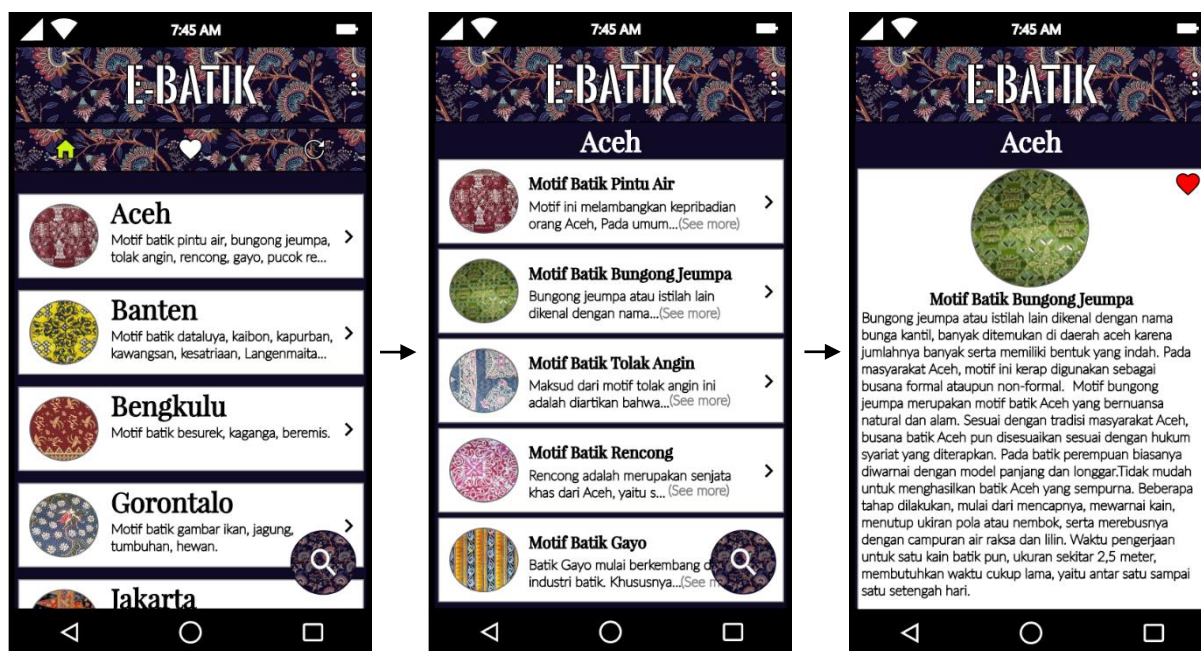 7:45 AM
E-BATIK
Aceh
Motif batik pintu air, bungong jeumpa,
tolak angin, rencong, gayo, pucok re...
Banten
Motif batik dataluya, kaibon, kapurban,
kawangsan, kesatriaan, Langenmaita...
Bengkulu
Motif batik besurek, kaganga, beremis.
Gorontalo
Motif batik gambar ikan, jagung,
tumbuhan, hewan.
Jakarta
7:45 AM
E-BATIK
Aceh
Motif Batik Pintu Air
Motif ini melambangkan kepribadian
orang Aceh, Pada umum...(See more)
Motif Batik Bungong Jeumpa
Bungong jeumpa atau istilah lain
dikenal dengan nama...(See more)
Motif Batik Tolak Angin
Maksud dari motif tolak angin ini
adalah diartikan bahwa...(See more)
Motif Batik Rencong
Rencong adalah merupakan senjata
khas dari Aceh, yaitu s... (See more)
Motif Batik Gayo
Batik Gayo mulai berkembang d
industri batik. Khususnya...(See m
7:45 AM
E-BATIK
Aceh
Motif Batik Bungong Jeumpa
Bungong jeumpa atau istilah lain dikenal dengan nama
bunga kantil, banyak ditemukan di daerah aceh karena
jumlahnya banyak serta memiliki bentuk yang indah. Pada
masyarakat Aceh, motif ini kerap digunakan sebagai
busana formal ataupun non-formal. Motif bungong
jeumpa merupakan motif batik Aceh yang bernuansa
natural dan alam. Sesuai dengan tradisi masyarakat Aceh,
busana batik Aceh pun disesuaikan sesuai dengan hukum
syariat yang diterapkan. Pada batik perempuan biasanya
diwarnai dengan model panjang dan longgar.Tidak mudah
untuk menghasilkan batik Aceh yang sempurna. Beberapa
tahap dilakukan, mulai dari mencapnya, mewarnai kain,
menutup ukiran pola atau nembok, serta merebusnya
dengan campuran air raksa dan lilin. Waktu pengerjaan
untuk satu kain batik pun, ukuran sekitar 2,5 meter,
membutuhkan waktu cukup lama, yaitu antar satu sampai
satu setengah hari.